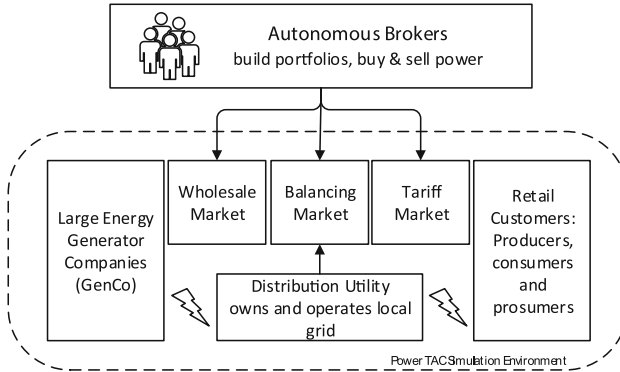 Autonomous Brokers
build portfolios, buy & sell power
Large Energy
Generator
Companies
(GenCo)
Wholesale
Market
Balancing
Market
Tariff
Market
Retail
Customers:
Producers,
consumers
and
prosumers
Distribution Utility
owns and operates local
grid
Power TAC Simulation Environment